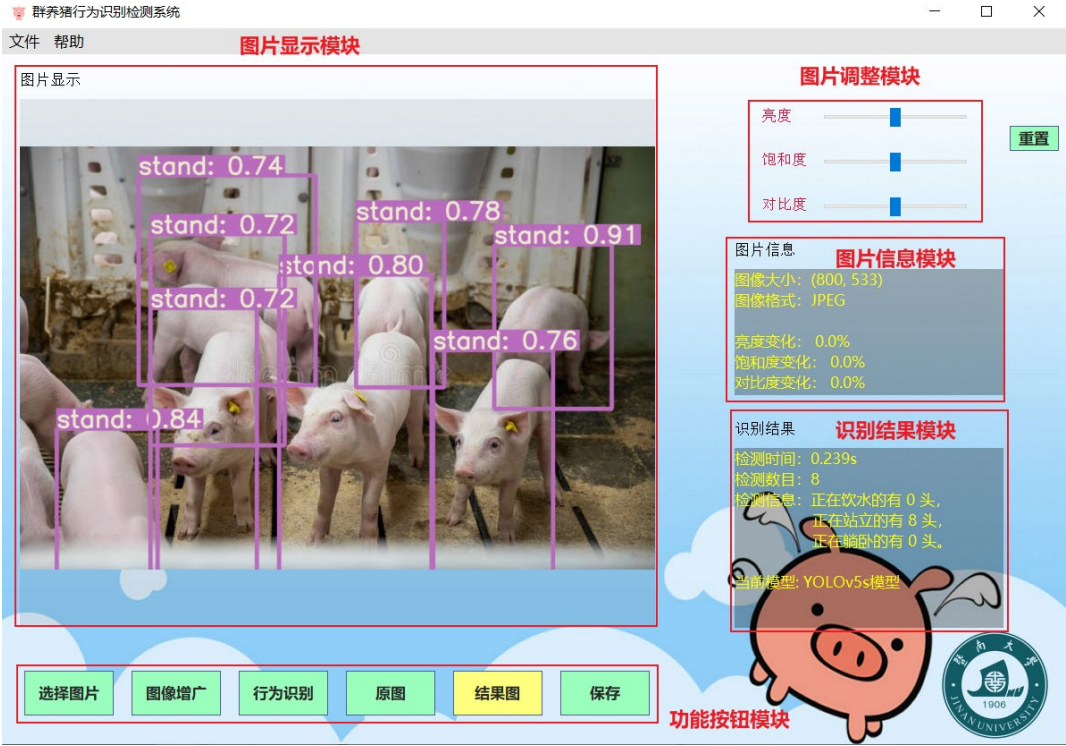 群养猪行为识别检测系统
文件 帮助
图片显示模块
图片显示
stand: 0.74
stand: 0.72
stand: 0.78
stand: 0.91
stand: 0.80
stand: 0.72
stand: 0.76
stand: 0.84
dreamstime
图片调整模块
亮度
饱和度
对比度
重置
图片信息
图片信息模块
图像大小: (800, 533)
图像格式: JPEG
亮度变化: 0.0%
饱和度变化: 0.0%
对比度变化: 0.0%
识别结果
识别结果模块
检测时间: 0.239s
检测数目: 8
检测信息: 正在饮水的有 0 头,
正在站立的有 8 头,
正在躺卧的有 0 头。
当前模型: YOLOv5s模型
选择图片 图像增广 行为识别 原图 结果图 保存
功能按钮模块
暨南大學
1906
JINAN UNIVERSITY